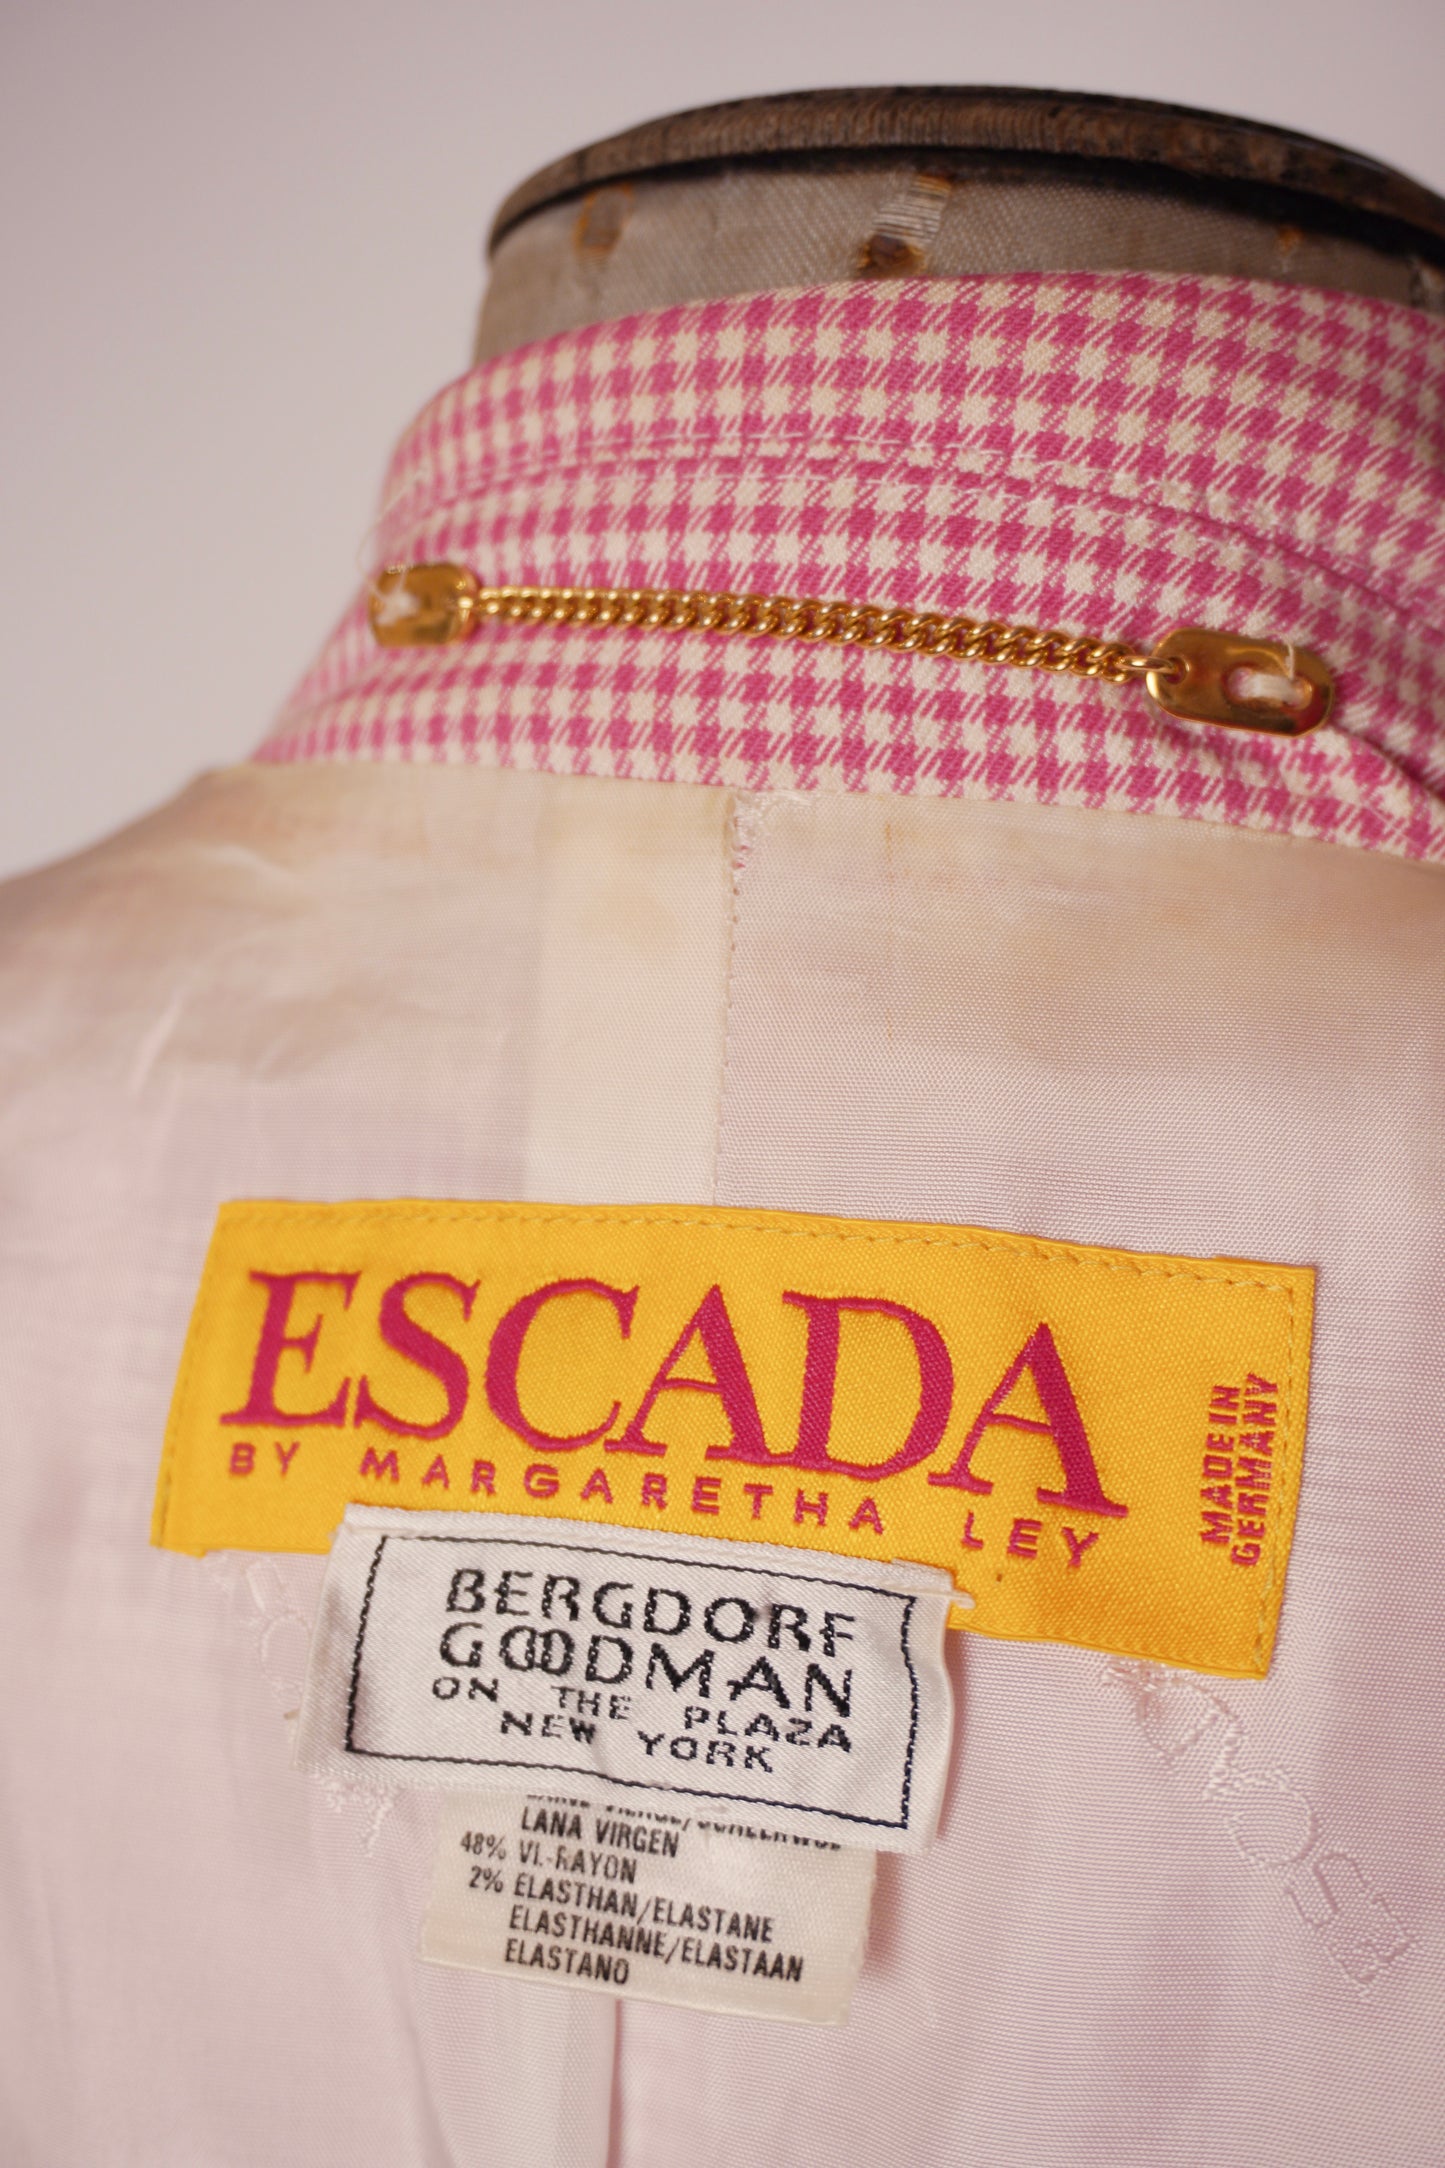 ESCADA
BY MARGARETHA LEY
MADE IN
GERMANY
BERGDORF
GOODMAN
ON THE PLAZA
NEW YORK
LANA VIRGEN
48% VI.-RAYON
2% ELASTHAN/ELASTANE
ELASTHANNE/ELASTAAN
ELASTANO